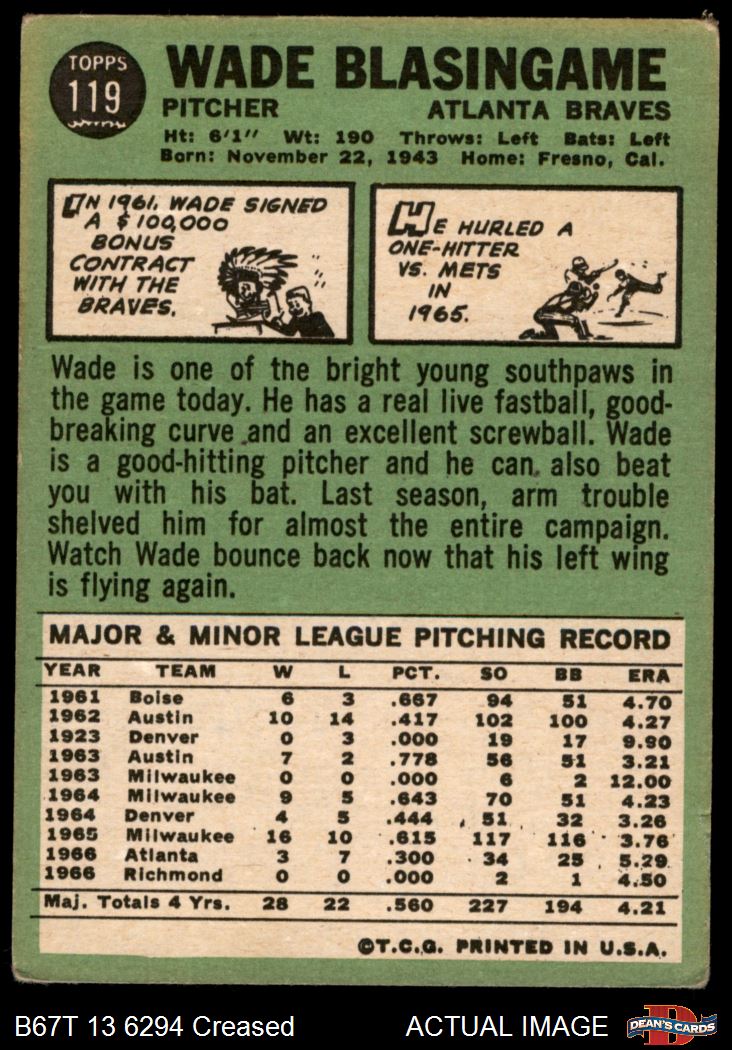 TOPPS
119
WADE BLASINGAME
PITCHER ATLANTA BRAVES
Ht: 6'1" Wt: 190 Throws: Left Bats: Left
Born: November 22, 1943 Home: Fresno, Cal.
IN 1961, WADE SIGNED
A $100,000
BONUS
CONTRACT
WITH THE
BRAVES.
HE HURLED A
ONE-HITTER
VS. METS
IN
1965.
Wade is one of the bright young southpaws in
the game today. He has a real live fastball, good-
breaking curve and an excellent screwball. Wade
is a good-hitting pitcher and he can also beat
you with his bat. Last season, arm trouble
shelved him for almost the entire campaign.
Watch Wade bounce back now that his left wing
is flying again.
MAJOR & MINOR LEAGUE PITCHING RECORD
YEAR TEAM W L PCT. SO BB ERA
1961 Boise 6 3 .667 94 51 4.70
1962 Austin 10 14 .417 102 100 4.27
1923 Denver 0 3 .000 19 17 9.90
1963 Austin 7 2 .778 56 51 3.21
1963 Milwaukee 0 0 .000 6 2 12.00
1964 Milwaukee 9 5 .643 70 51 4.23
1964 Denver 4 5 .444 51 32 3.26
1965 Milwaukee 16 10 .615 117 116 3.76
1966 Atlanta 3 7 .300 34 25 5.29
1966 Richmond 0 0 .000 2 1 4.50
Maj. Totals 4 Yrs. 28 22 .560 227 194 4.21
©T.C.G. PRINTED IN U.S.A.
B67T 13 6294 Creased ACTUAL IMAGE
DEAN'S CARDS